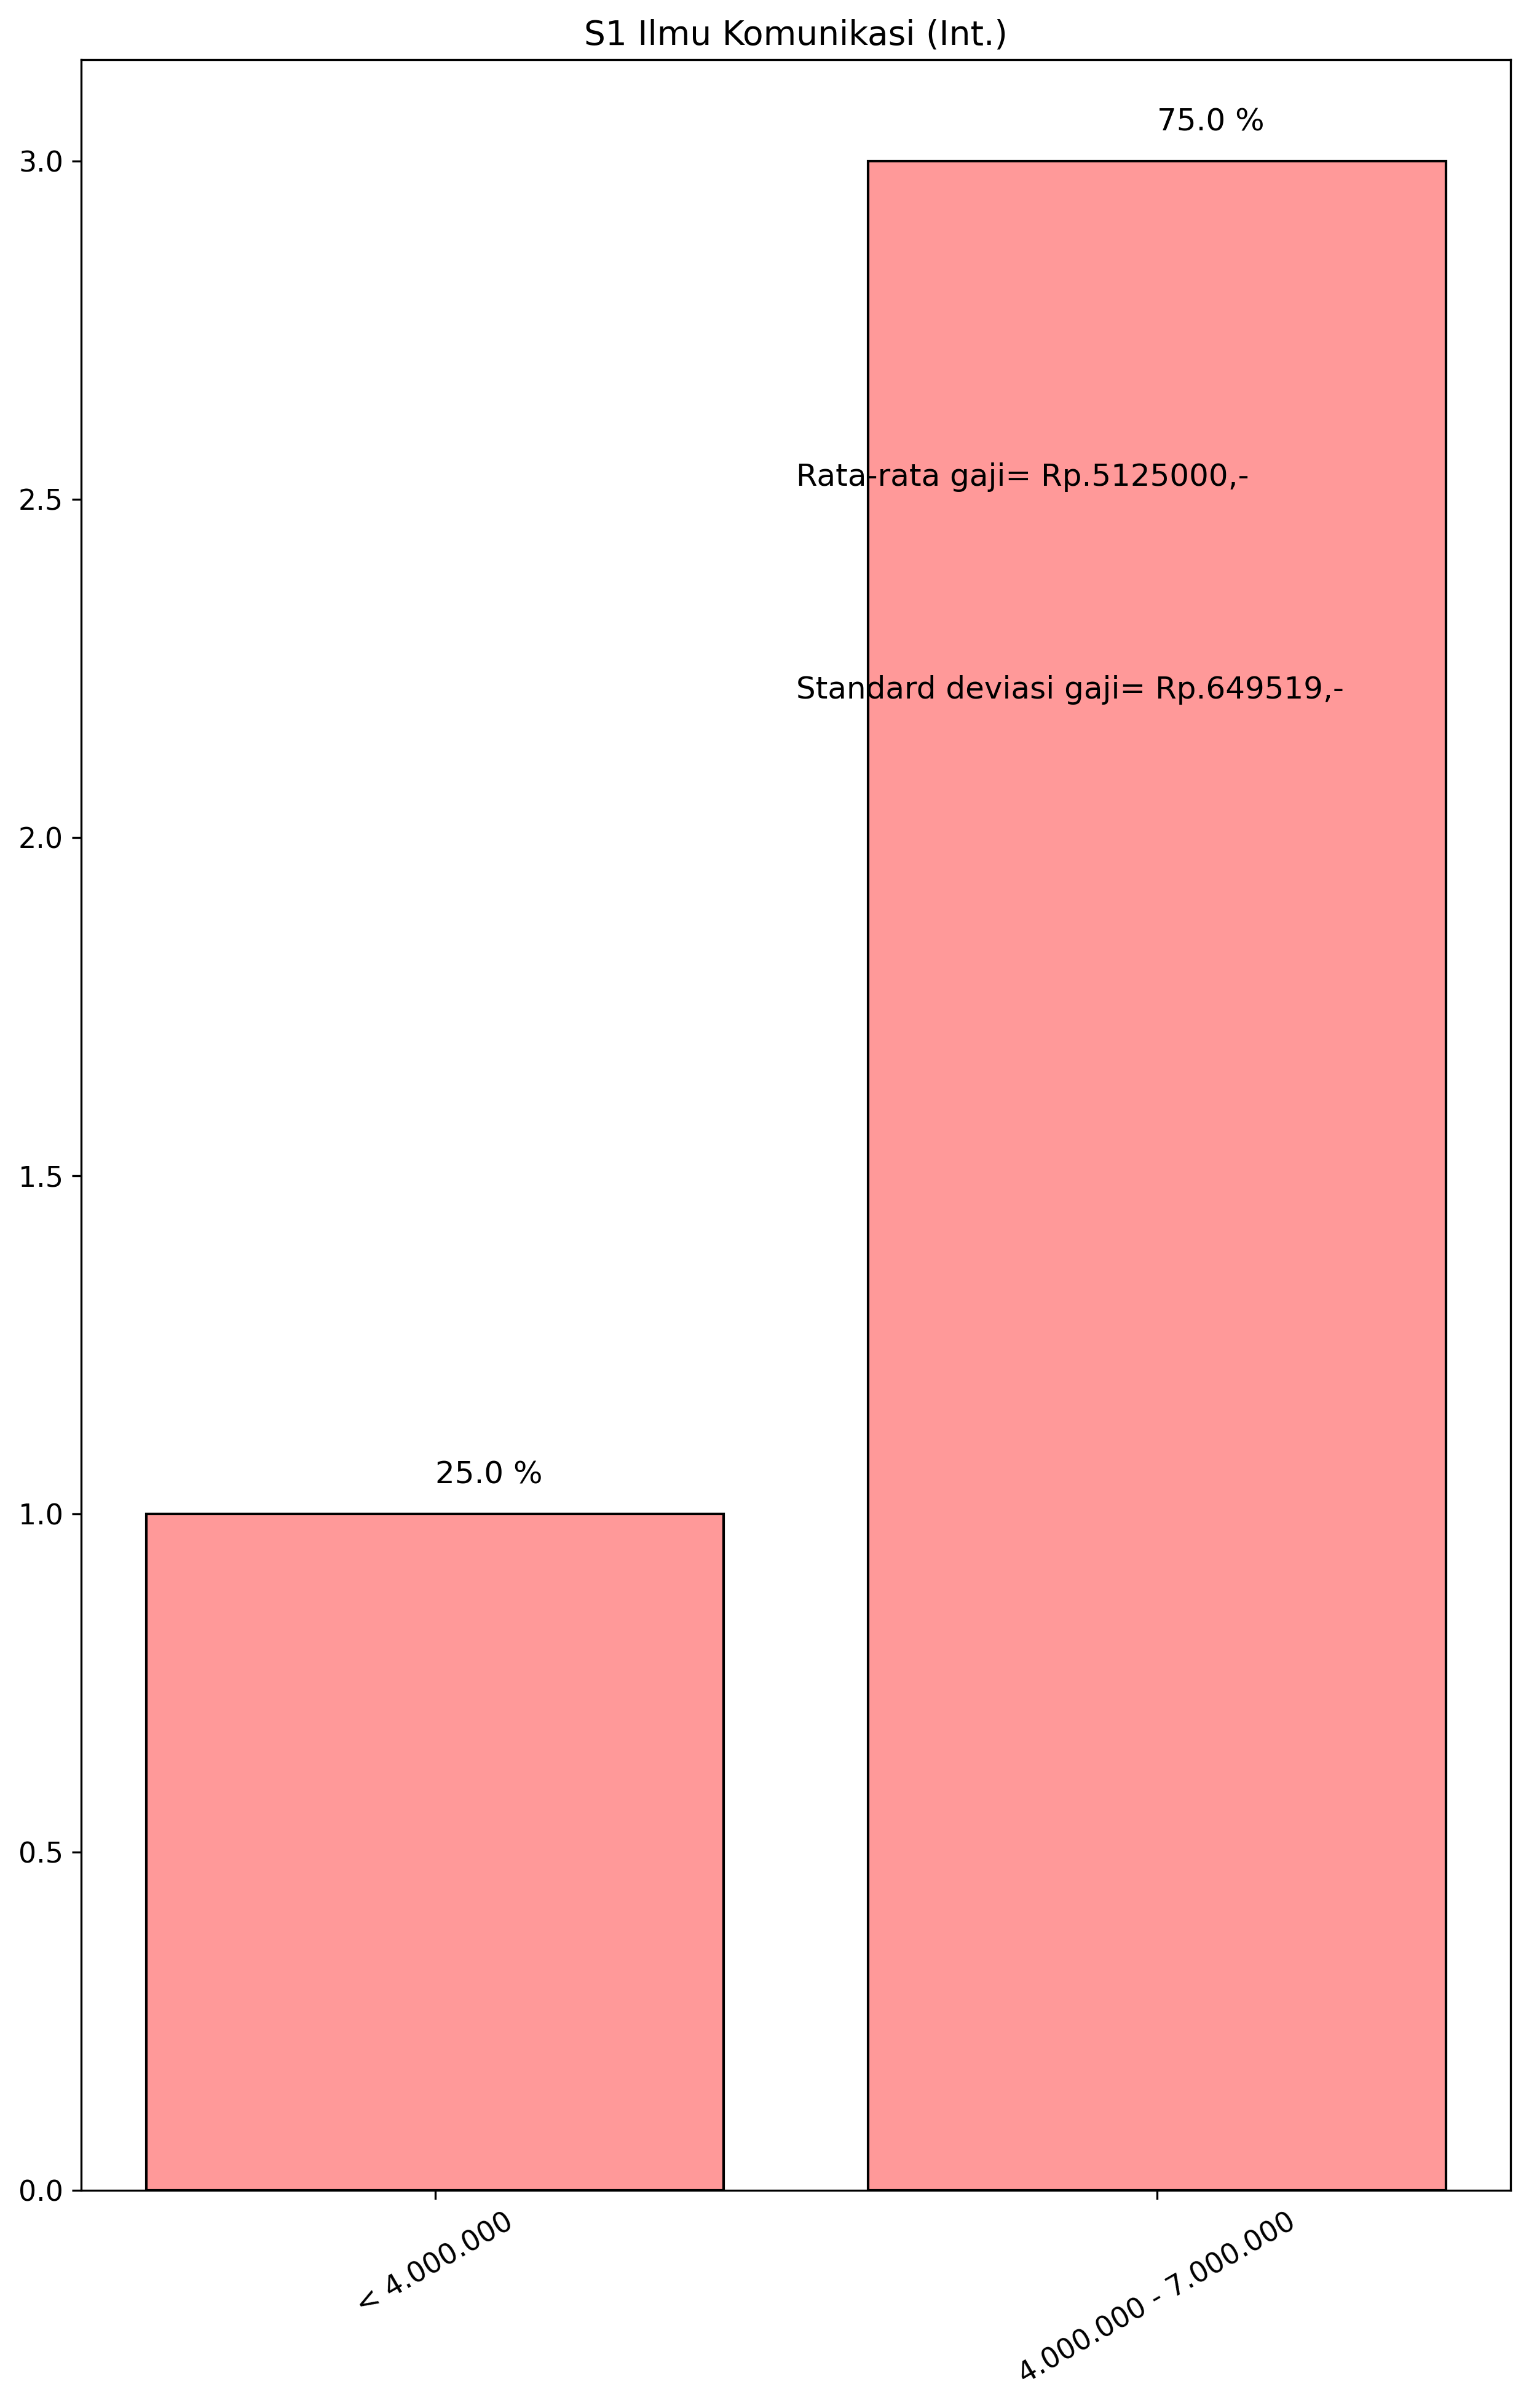 S1 Ilmu Komunikasi (Int.)
75.0 %
3.0
Rata-rata gaji= Rp.5125000,-
2.5
Standard deviasi gaji= Rp.649519,-
2.0
1.5
25.0 %
1.0
0.5
0.0
< 4.000.000
4.000.000 - 7.000.000